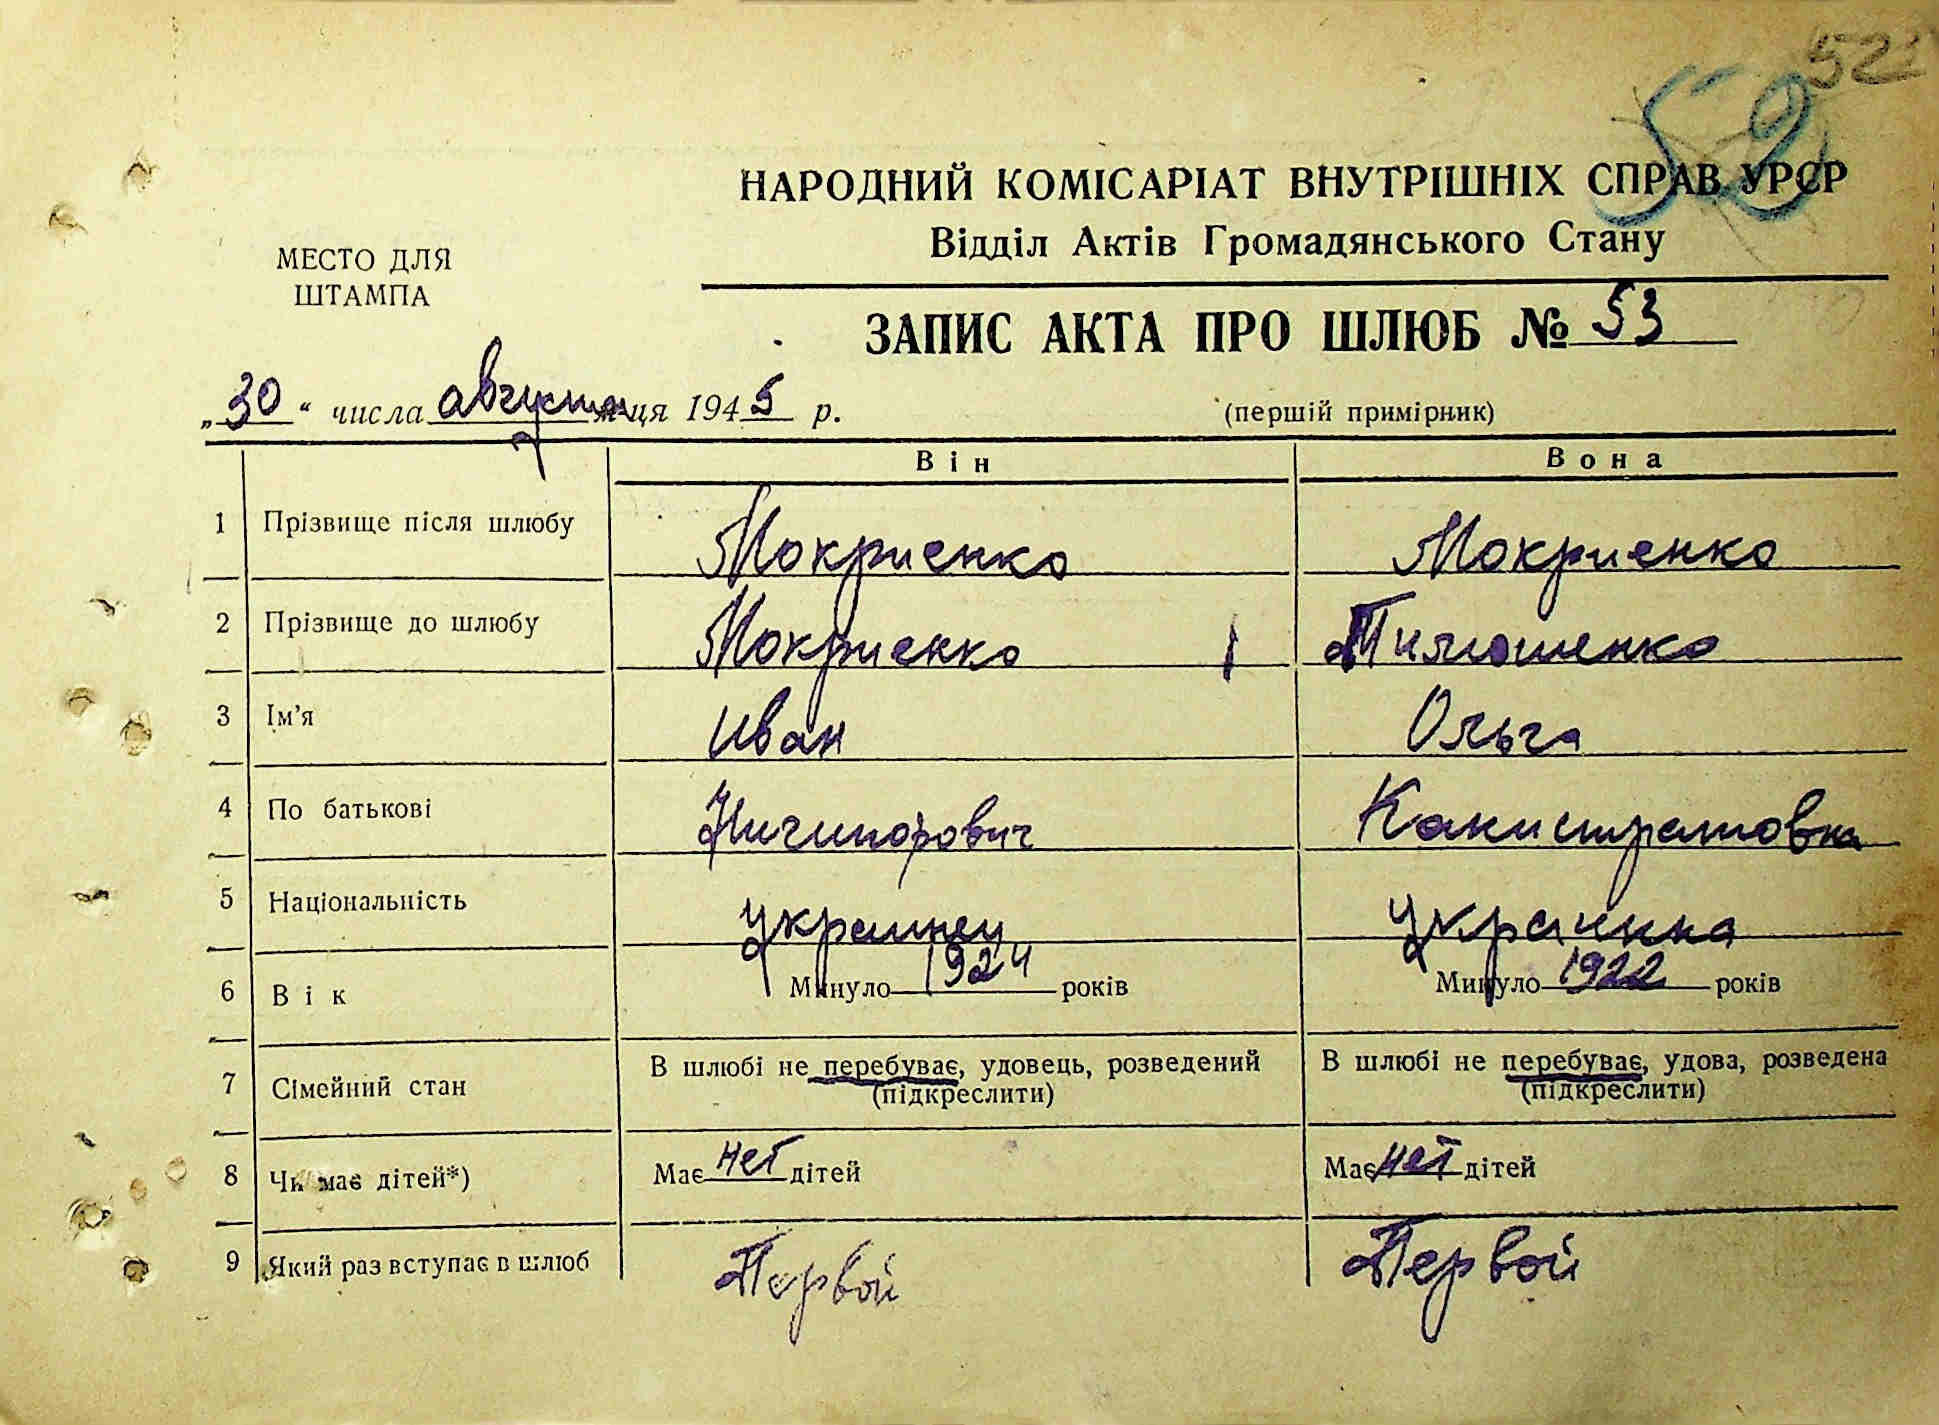 52
52
НАРОДНИЙ КОМІСАРІАТ ВНУТРІШНІХ СПРАВ УРСР
Відділ Актів Громадянського Стану
МЕСТО ДЛЯ
ШТАМПА
ЗАПИС АКТА ПРО ШЛЮБ № 53
„30“ числа августа м-ця 1945 р.
(перший примірник)
Він Вона
1 Прізвище після шлюбу Мокриенко Мокриенко
2 Прізвище до шлюбу Мокриенко Тимошенко
3 Ім'я Иван Ольга
4 По батькові Ничипорович Канистратовна
5 Національність украинец украинка
6 Вік Минуло 1924 років Минуло 1922 років
7 Сімейний стан В шлюбі не перебуває, удовець, розведений В шлюбі не перебуває, удова, розведена
(підкреслити) (підкреслити)
8 Чи має дітей*) Має нет дітей Має нет дітей
9 Який раз вступає в шлюб Первой Первой